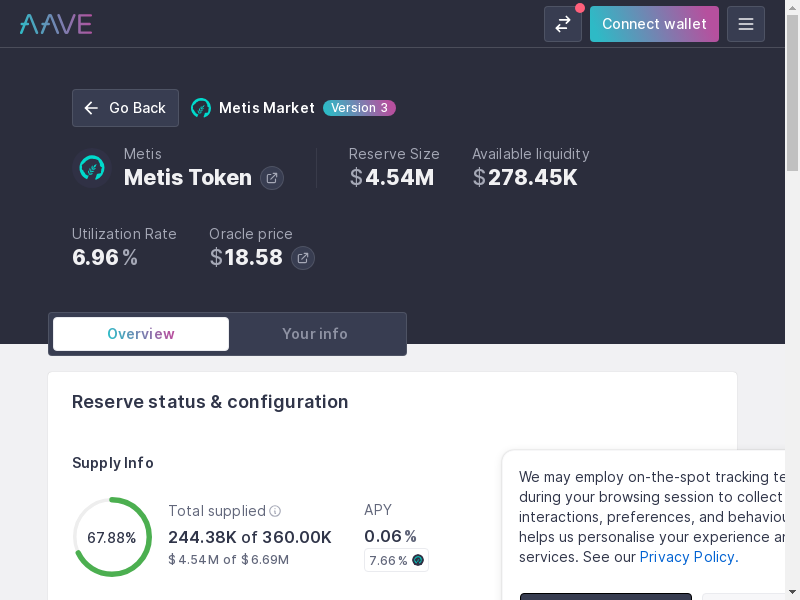 AAVE
Connect wallet
Go Back
Metis Market
Version 3
Metis
Metis Token
Reserve Size
$4.54M
Available liquidity
$278.45K
Utilization Rate
6.96%
Oracle price
$18.58
Overview
Your info
Reserve status & configuration
Supply Info
67.88%
Total supplied
244.38K of 360.00K
$4.54M of $6.69M
APY
0.06%
7.66%
We may employ on-the-spot tracking te
during your browsing session to collect
interactions, preferences, and behaviou
helps us personalise your experience an
services. See our Privacy Policy.